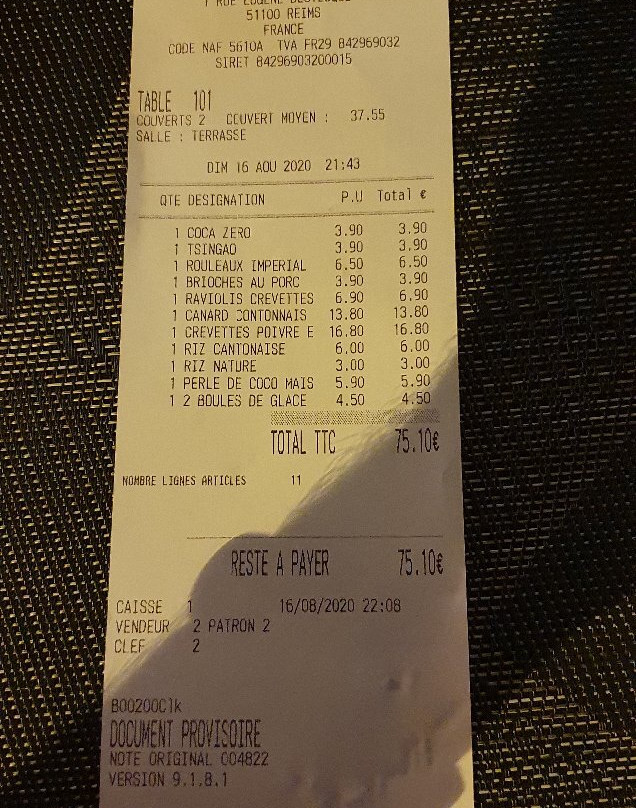 51100 REIMS
FRANCE
CODE NAF 5610A TVA FR29 842969032
SIRET 84296903200015
TABLE 101
COUVERTS 2 COUVERT MOYEN : 37.55
SALLE : TERRASSE
DIM 16 AOU 2020 21:43
QTE DESIGNATION P.U Total €
1 COCA ZERO 3.90 3.90
1 TSINGAO 3.90 3.90
1 ROULEAUX IMPERIAL 6.50 6.50
1 BRIOCHES AU PORC 3.90 3.90
1 RAVIOLIS CREVETTES 6.90 6.90
1 CANARD CONTONNAIS 13.80 13.80
1 CREVETTES POIVRE E 16.80 16.80
1 RIZ CANTONAISE 6.00 6.00
1 RIZ NATURE 3.00 3.00
1 PERLE DE COCO MAIS 5.90 5.90
1 2 BOULES DE GLACE 4.50 4.50
TOTAL TTC 75.10€
NOMBRE LIGNES ARTICLES 11
RESTE A PAYER 75.10€
CAISSE 1 16/08/2020 22:08
VENDEUR 2 PATRON 2
CLEF 2
B00200C1k
DOCUMENT PROVISOIRE
NOTE ORIGINAL 004822
VERSION 9.1.8.1